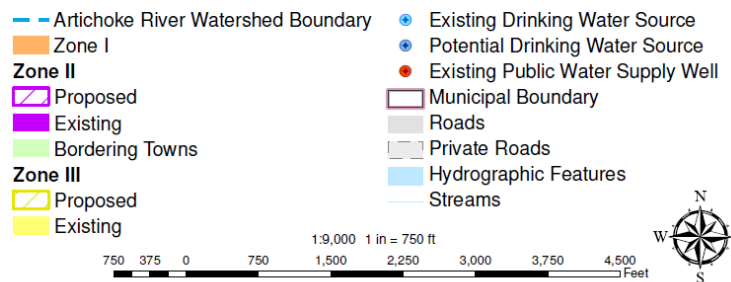 Artichoke River Watershed Boundary
Zone I
Zone II
Proposed
Existing
Bordering Towns
Zone III
Proposed
Existing
Existing Drinking Water Source
Potential Drinking Water Source
Existing Public Water Supply Well
Municipal Boundary
Roads
Private Roads
Hydrographic Features
Streams
1:9,000 1 in = 750 ft
750 375 0 750 1,500 2,250 3,000 3,750 4,500
Feet
N
W E
S